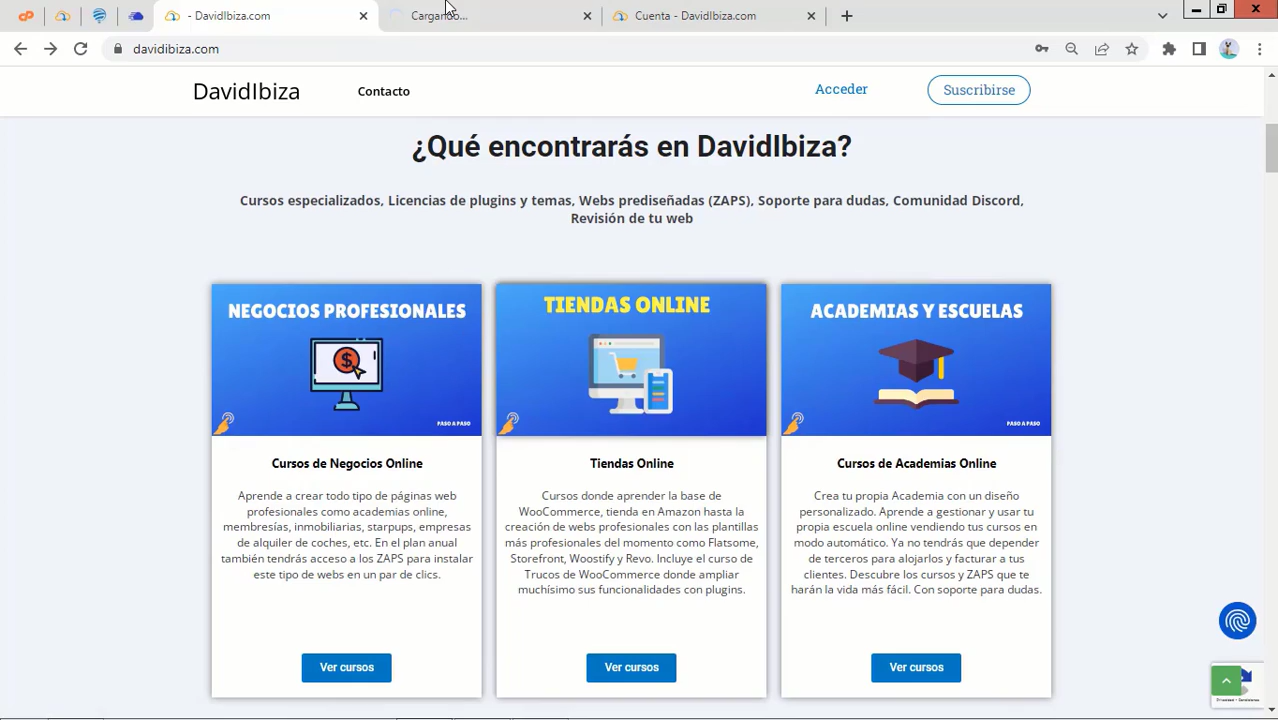 - DavidIbiza.com
Cargando...
Cuenta - DavidIbiza.com
davidibiza.com
DavidIbiza
Contacto
Acceder
Suscribirse
¿Qué encontrarás en DavidIbiza?
Cursos especializados, Licencias de plugins y temas, Webs prediseñadas (ZAPS), Soporte para dudas, Comunidad Discord,
Revisión de tu web
NEGOCIOS PROFESIONALES
PASO A PASO
Cursos de Negocios Online
Aprende a crear todo tipo de páginas web
profesionales como academias online,
membresías, inmobiliarias, starpups, empresas
de alquiler de coches, etc. En el plan anual
también tendrás acceso a los ZAPS para instalar
este tipo de webs en un par de clics.
Ver cursos
TIENDAS ONLINE
Tiendas Online
Cursos donde aprender la base de
WooCommerce, tienda en Amazon hasta la
creación de webs profesionales con las plantillas
más profesionales del momento como Flatsome,
Storefront, Woostify y Revo. Incluye el curso de
Trucos de WooCommerce donde ampliar
muchísimo sus funcionalidades con plugins.
Ver cursos
ACADEMIAS Y ESCUELAS
PASO A PASO
Cursos de Academias Online
Crea tu propia Academia con un diseño
personalizado. Aprende a gestionar y usar tu
propia escuela online vendiendo tus cursos en
modo automático. Ya no tendrás que depender
de terceros para alojarlos y facturar a tus
clientes. Descubre los cursos y ZAPS que te
harán la vida más fácil. Con soporte para dudas.
Ver cursos